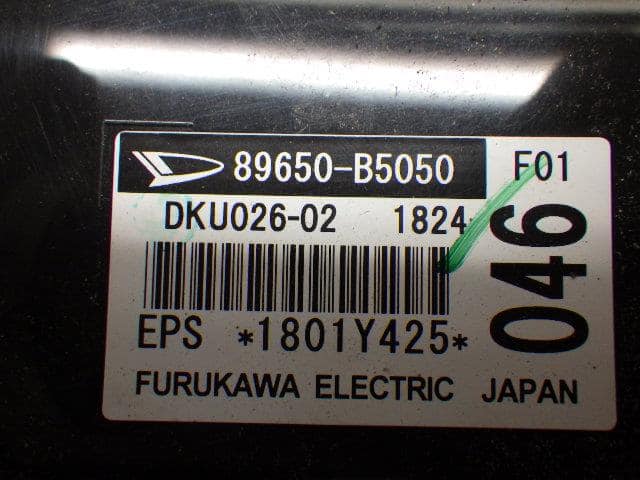 89650-B5050 F01
DKU026-02 1824
046
EPS *1801Y425*
FURUKAWA ELECTRIC JAPAN